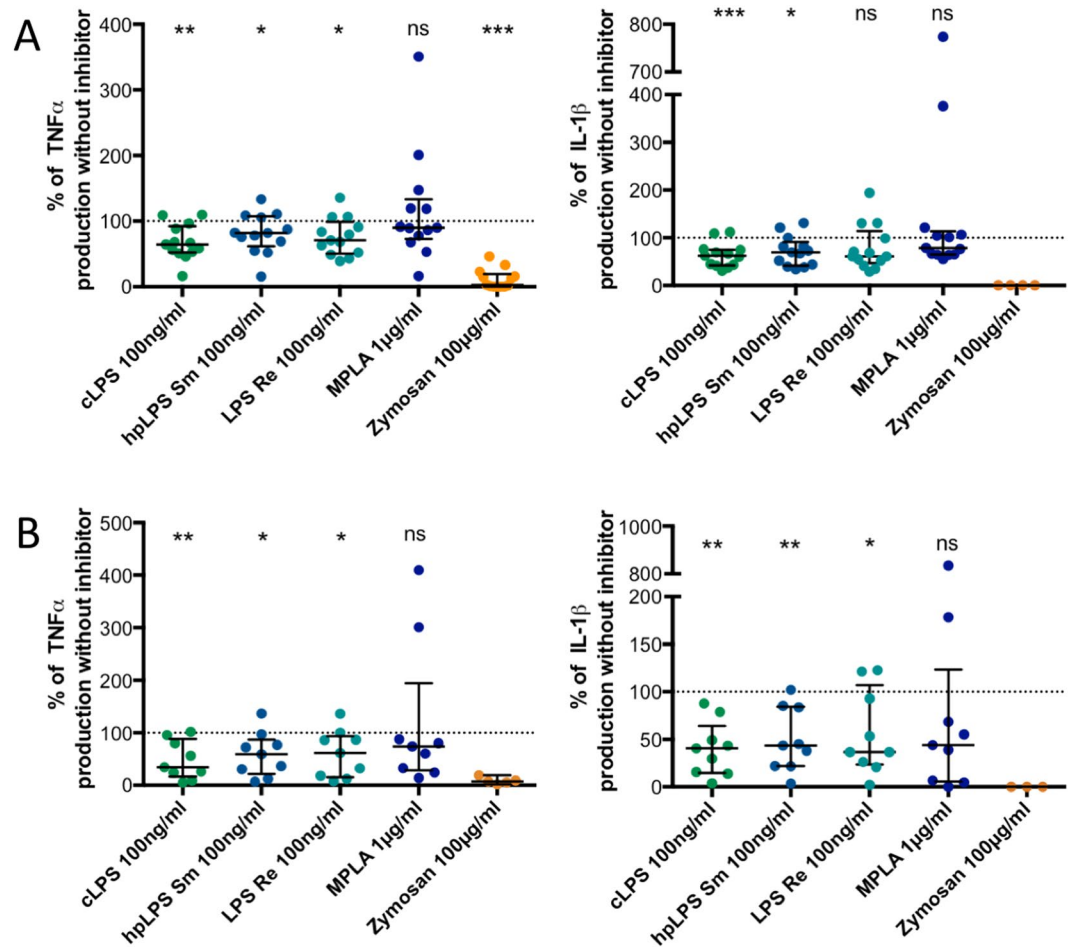 A
% of TNFα
production without inhibitor
400
300
200
100
0
** * * ns ***
cLPS 100ng/ml
hpLPS Sm 100ng/ml
LPS Re 100ng/ml
MPLA 1µg/ml
Zymosan 100µg/ml
% of IL-1β
production without inhibitor
800
700
400
300
200
100
0
*** * ns ns
cLPS 100ng/ml
hpLPS Sm 100ng/ml
LPS Re 100ng/ml
MPLA 1µg/ml
Zymosan 100µg/ml
B
% of TNFα
production without inhibitor
500
400
300
200
100
0
** * * ns
cLPS 100ng/ml
hpLPS Sm 100ng/ml
LPS Re 100ng/ml
MPLA 1µg/ml
Zymosan 100µg/ml
% of IL-1β
production without inhibitor
1000
800
200
150
100
50
0
** ** * ns
cLPS 100ng/ml
hpLPS Sm 100ng/ml
LPS Re 100ng/ml
MPLA 1µg/ml
Zymosan 100µg/ml